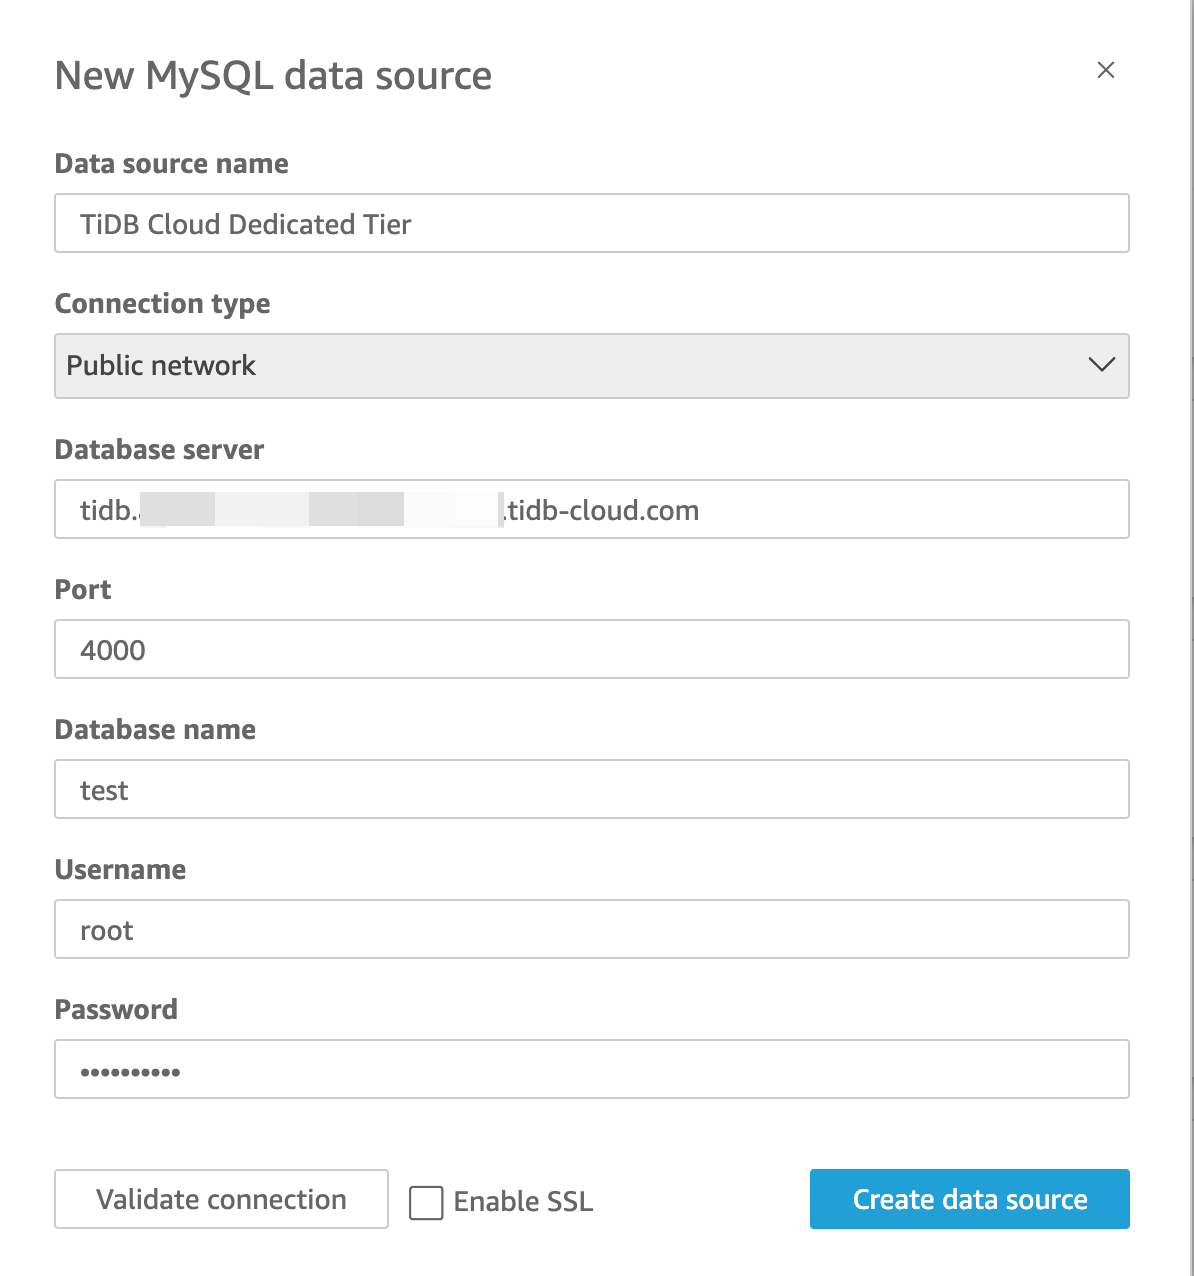 New MySQL data source
Data source name
TiDB Cloud Dedicated Tier
Connection type
Public network
Database server
tidb. .tidb-cloud.com
Port
4000
Database name
test
Username
root
Password
••••••••••
Validate connection
Enable SSL
Create data source